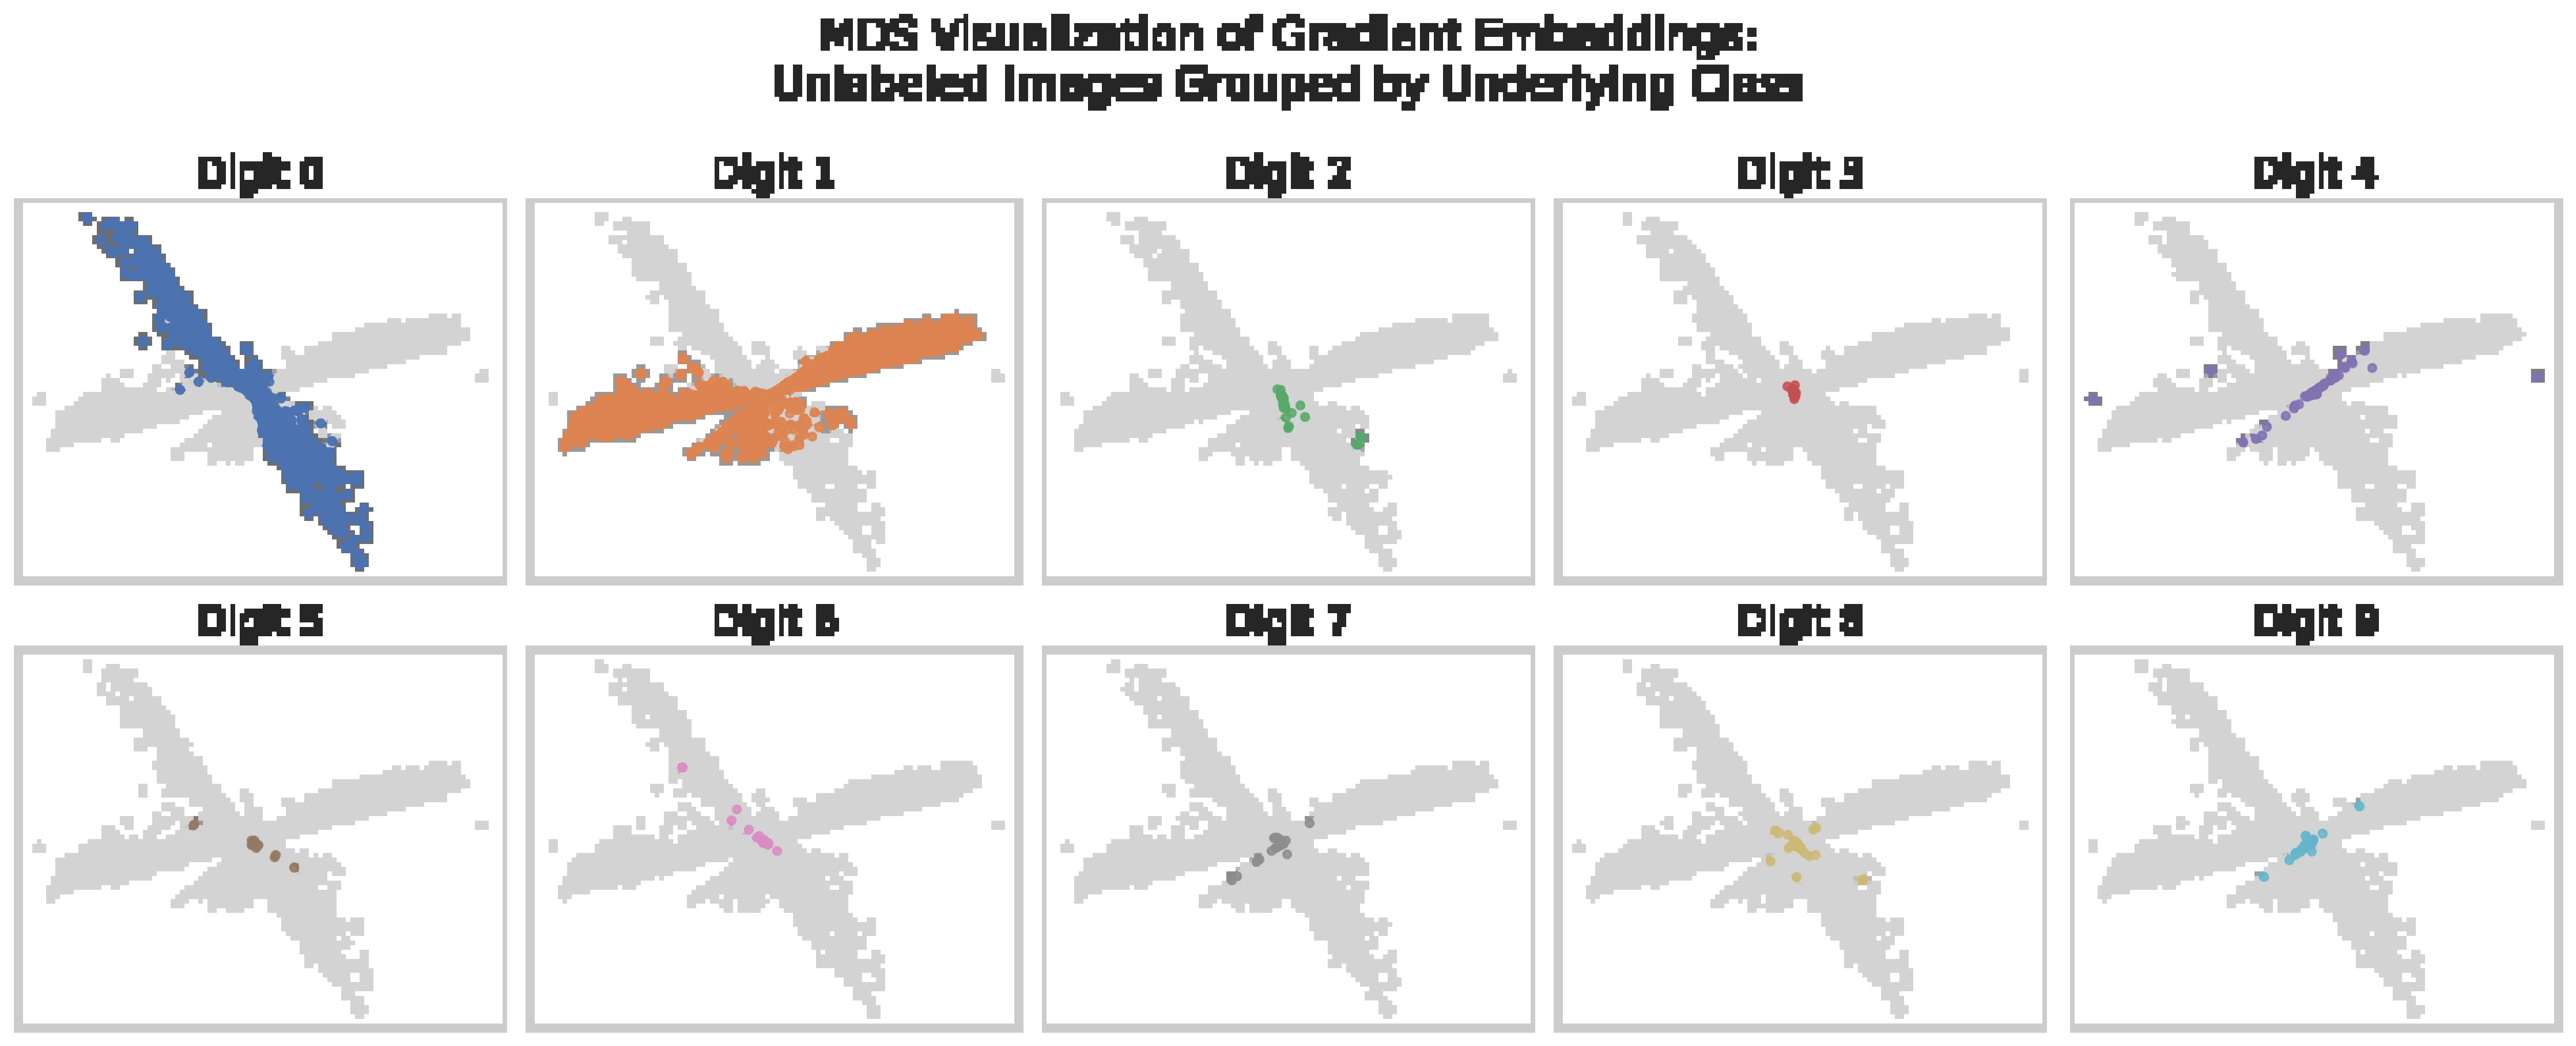 MDS Visualization of Gradient Embeddings:
Unlabeled Images Grouped by Underlying Class
Digit 0
Digit 1
Digit 2
Digit 3
Digit 4
Digit 5
Digit 6
Digit 7
Digit 8
Digit 9